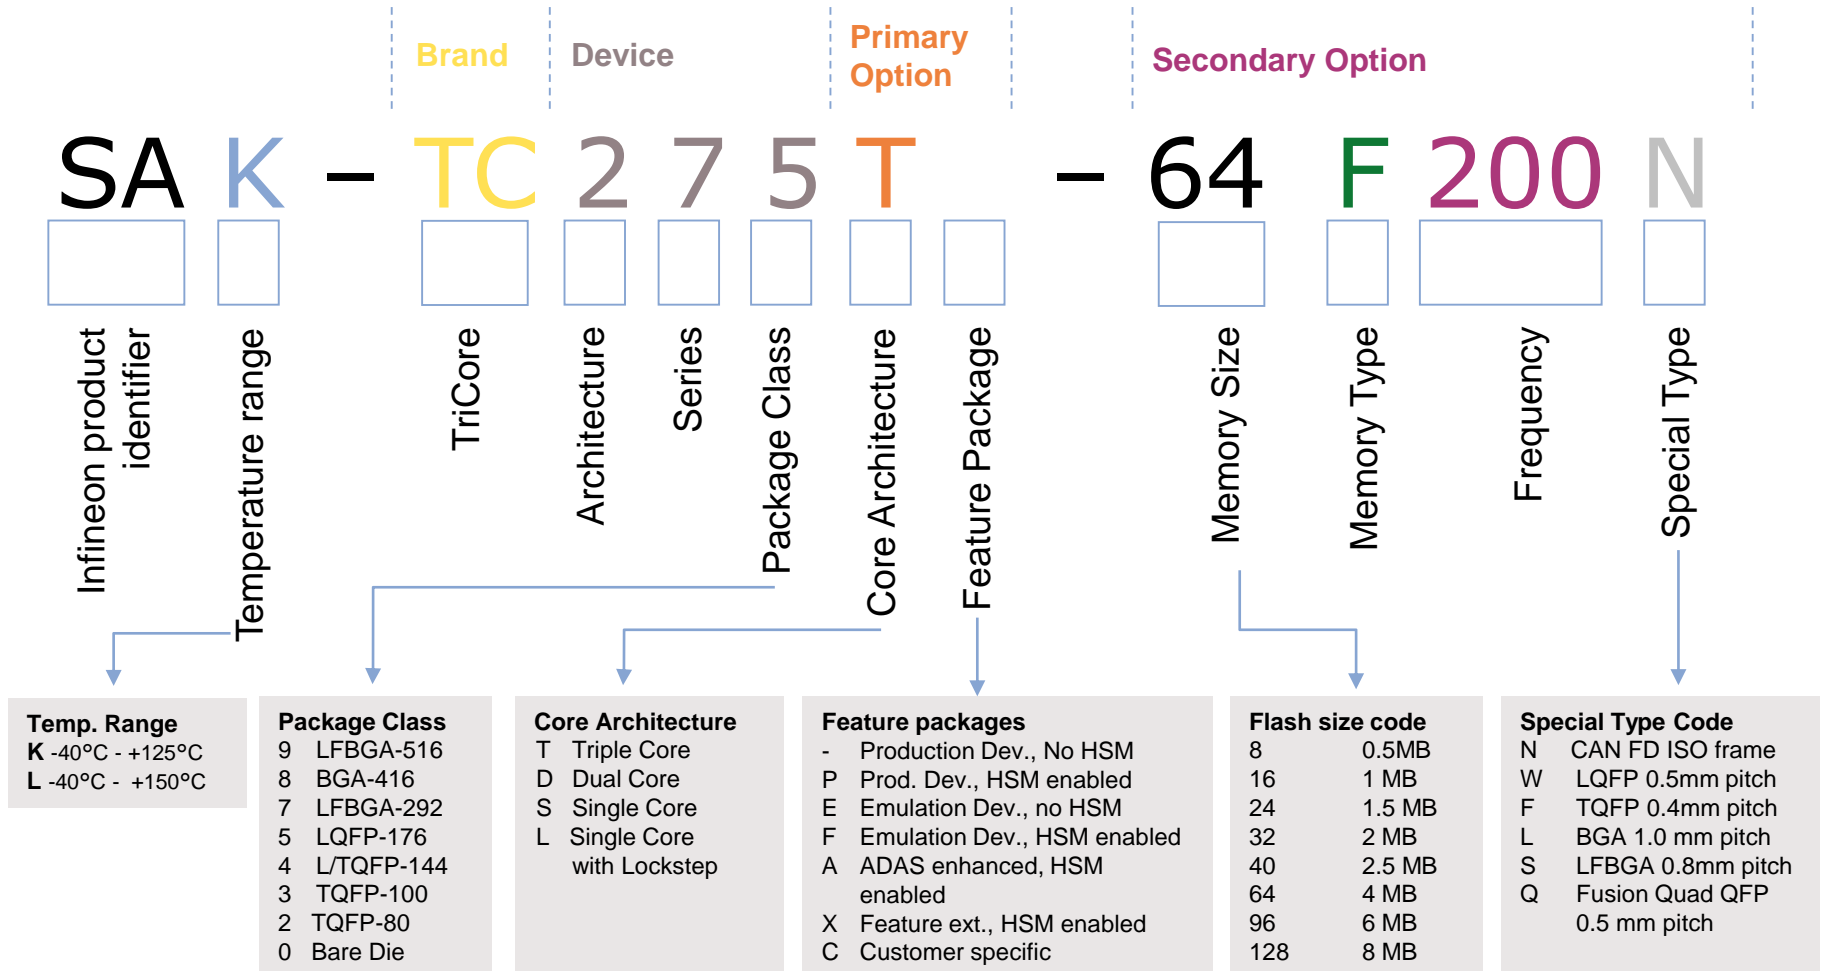 Brand
Device
Primary
Option
Secondary Option
SA K - TC 2 7 5 T - 64 F 200 N
Infineon product
identifier
Temperature range
TriCore
Architecture
Series
Package Class
Core Architecture
Feature Package
Memory Size
Memory Type
Frequency
Special Type
Temp. Range
K -40°C - +125°C
L -40°C - +150°C
Package Class
9 LFBGA-516
8 BGA-416
7 LFBGA-292
5 LQFP-176
4 L/TQFP-144
3 TQFP-100
2 TQFP-80
0 Bare Die
Core Architecture
T Triple Core
D Dual Core
S Single Core
L Single Core
with Lockstep
Feature packages
- Production Dev., No HSM
P Prod. Dev., HSM enabled
E Emulation Dev., no HSM
F Emulation Dev., HSM enabled
A ADAS enhanced, HSM
enabled
X Feature ext., HSM enabled
C Customer specific
Flash size code
8 0.5MB
16 1 MB
24 1.5 MB
32 2 MB
40 2.5 MB
64 4 MB
96 6 MB
128 8 MB
Special Type Code
N CAN FD ISO frame
W LQFP 0.5mm pitch
F TQFP 0.4mm pitch
L BGA 1.0 mm pitch
S LFBGA 0.8mm pitch
Q Fusion Quad QFP
0.5 mm pitch